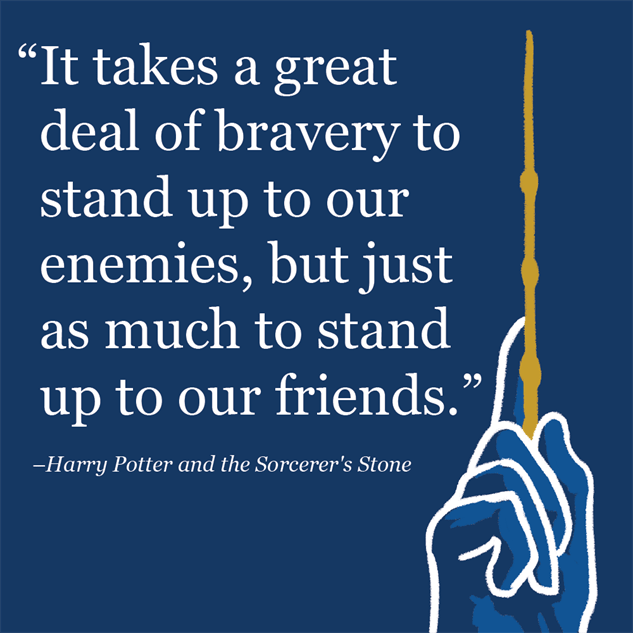 “It takes a great
deal of bravery to
stand up to our
enemies, but just
as much to stand
up to our friends.”
–Harry Potter and the Sorcerer's Stone